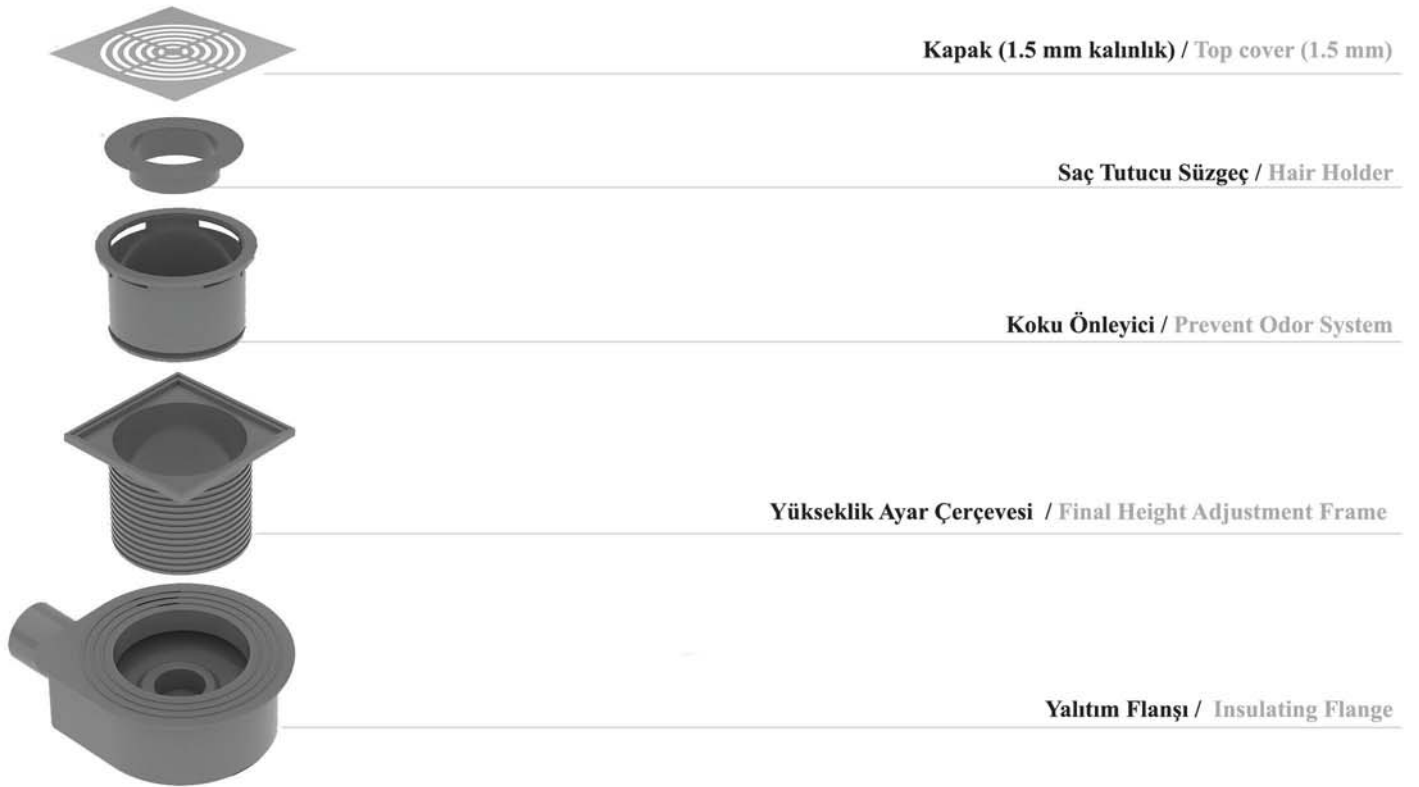 Kapak (1.5 mm kalınlık) / Top cover (1.5 mm)
Saç Tutucu Süzgeç / Hair Holder
Koku Önleyici / Prevent Odor System
Yükseklik Ayar Çerçevesi / Final Height Adjustment Frame
Yalıtım Flanşı / Insulating Flange